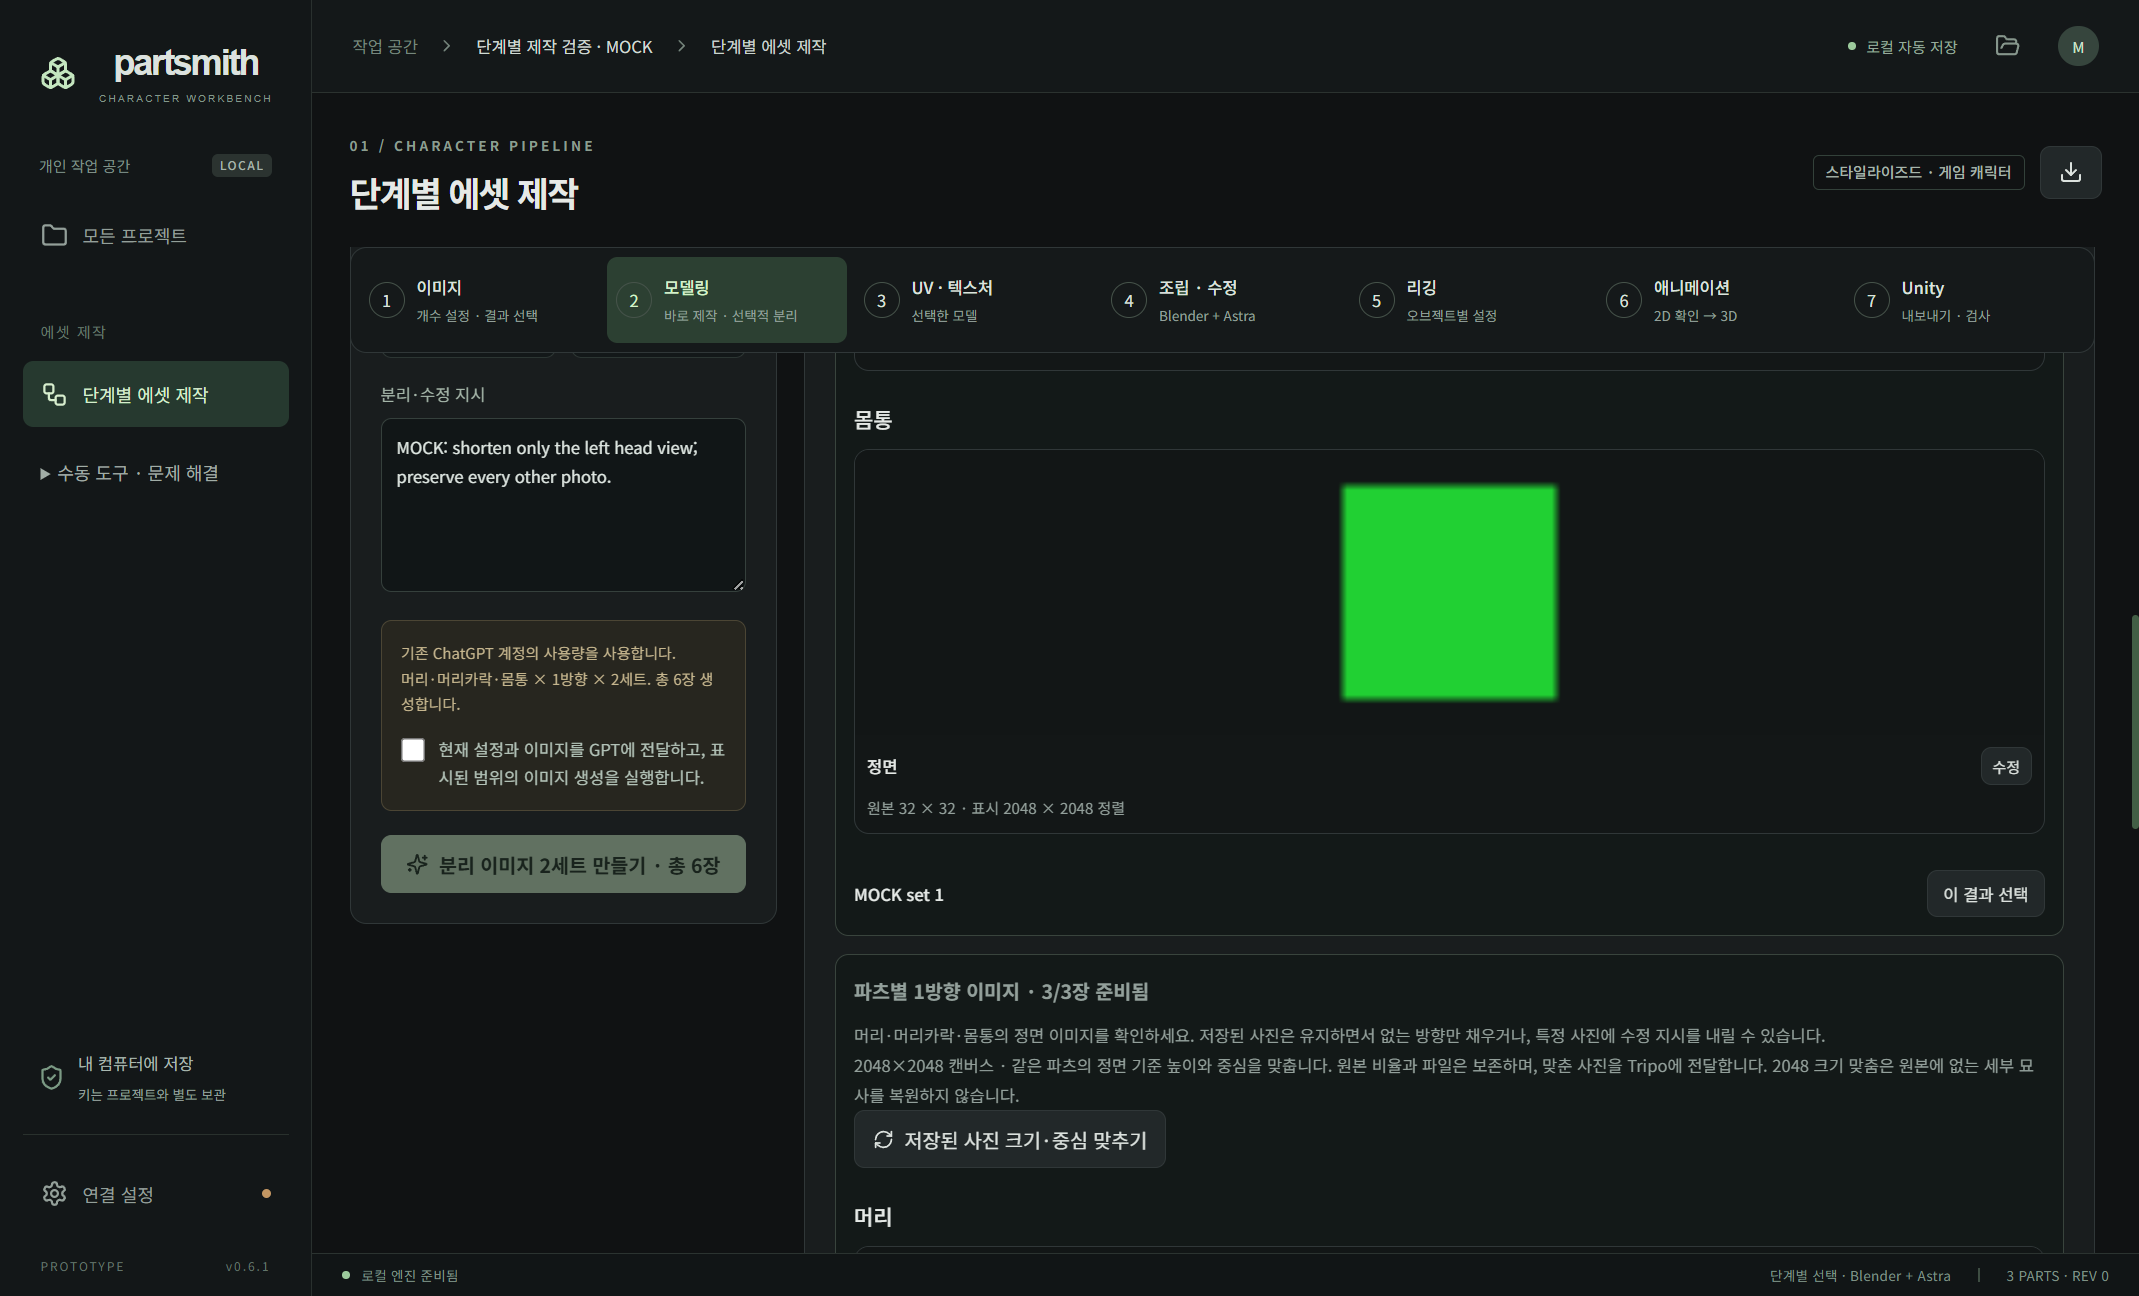 partsmith
CHARACTER WORKBENCH
개인 작업 공간
LOCAL
모든 프로젝트
에셋 제작
단계별 에셋 제작
수동 도구 · 문제 해결
내 컴퓨터에 저장
키는 프로젝트와 별도 보관
연결 설정
PROTOTYPE
v0.6.1
작업 공간
단계별 제작 검증 · MOCK
단계별 에셋 제작
로컬 자동 저장
M
01 / CHARACTER PIPELINE
단계별 에셋 제작
스타일라이즈드 · 게임 캐릭터
1
이미지
개수 설정 · 결과 선택
2
모델링
바로 제작 · 선택적 분리
3
UV · 텍스처
선택한 모델
4
조립 · 수정
Blender + Astra
5
리깅
오브젝트별 설정
6
애니메이션
2D 확인 → 3D
7
Unity
내보내기 · 검사
분리·수정 지시
MOCK: shorten only the left head view;
preserve every other photo.
기존 ChatGPT 계정의 사용량을 사용합니다.
머리·머리카락·몸통 × 1방향 × 2세트. 총 6장 생
성합니다.
현재 설정과 이미지를 GPT에 전달하고, 표
시된 범위의 이미지 생성을 실행합니다.
분리 이미지 2세트 만들기 · 총 6장
몸통
정면
수정
원본 32 × 32 · 표시 2048 × 2048 정렬
MOCK set 1
이 결과 선택
파츠별 1방향 이미지 · 3/3장 준비됨
머리·머리카락·몸통의 정면 이미지를 확인하세요. 저장된 사진은 유지하면서 없는 방향만 채우거나, 특정 사진에 수정 지시를 내릴 수 있습니다.
2048×2048 캔버스 · 같은 파츠의 정면 기준 높이와 중심을 맞춥니다. 원본 비율과 파일은 보존하며, 맞춘 사진을 Tripo에 전달합니다. 2048 크기 맞춤은 원본에 없는 세부 묘
사를 복원하지 않습니다.
저장된 사진 크기·중심 맞추기
머리
로컬 엔진 준비됨
단계별 선택 · Blender + Astra
3 PARTS · REV 0